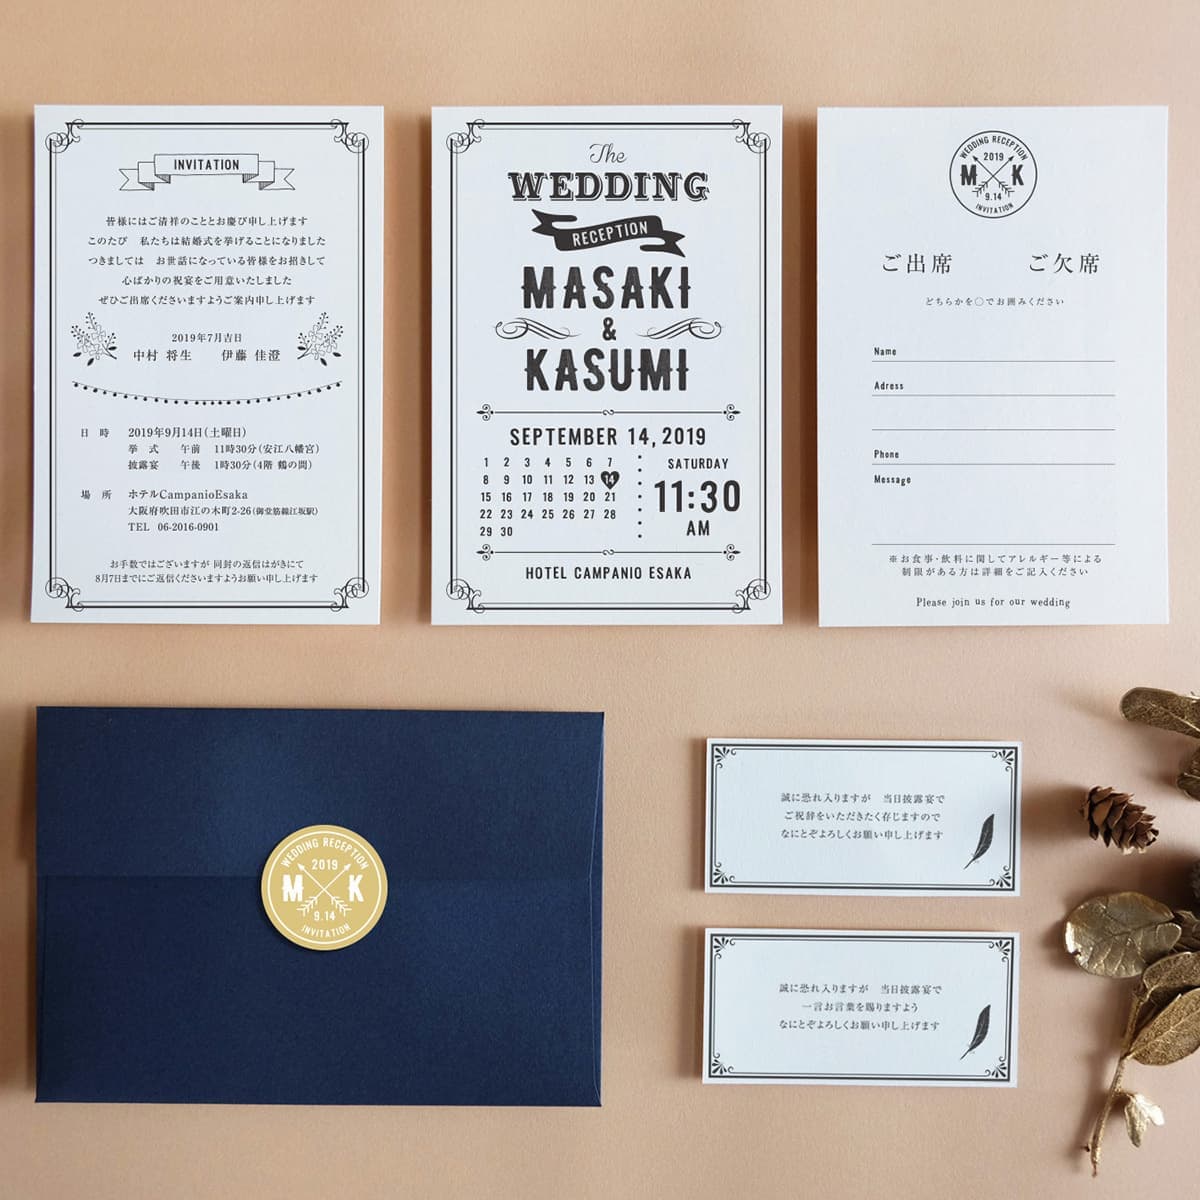 INVITATION
皆様にはご清祥のこととお慶び申し上げます
このたび 私たちは結婚式を挙げることになりました
つきましては お世話になっている皆様をお招きして
心ばかりの祝宴をご用意いたしました
ぜひご出席くださいますようご案内申し上げます
2019年7月吉日
中村 将生 伊藤 佳澄
日 時 2019年9月14日(土曜日)
挙 式 午前 11時30分(安江八幡宮)
披露宴 午後 1時30分(4階 鶴の間)
場 所 ホテルCampanioEsaka
大阪府吹田市江の木町2-26(御堂筋線江坂駅)
TEL 06-2016-0901
お手数ではございますが 同封の返信はがきにて
8月7日までにご返信くださいますようお願い申し上げます
The
WEDDING
RECEPTION
MASAKI
&
KASUMI
SEPTEMBER 14, 2019
1 2 3 4 5 6 7
8 9 10 11 12 13 14
15 16 17 18 19 20 21
22 23 24 25 26 27 28
29 30
SATURDAY
11:30
AM
HOTEL CAMPANIO ESAKA
WEDDING RECEPTION
2019
M K
9.14
INVITATION
ご出席 ご欠席
どちらかを〇でお囲みください
Name
Adress
Phone
Message
※お食事・飲料に関してアレルギー等による
制限がある方は詳細をご記入ください
Please join us for our wedding
WEDDING RECEPTION
2019
M K
9.14
INVITATION
誠に恐れ入りますが 当日披露宴で
ご祝辞をいただきたく存じますので
なにとぞよろしくお願い申し上げます
誠に恐れ入りますが 当日披露宴で
一言お言葉を賜りますよう
なにとぞよろしくお願い申し上げます